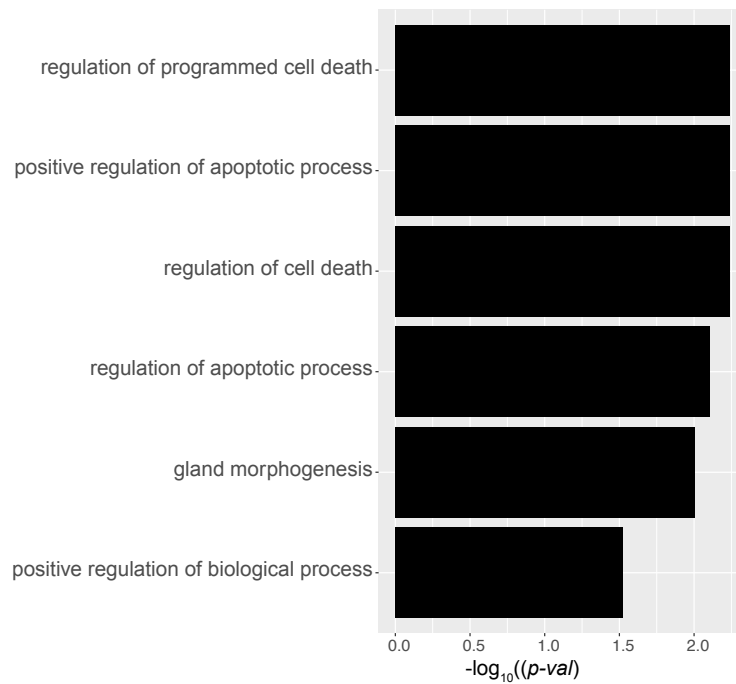 regulation of programmed cell death
positive regulation of apoptotic process
regulation of cell death
regulation of apoptotic process
gland morphogenesis
positive regulation of biological process
0.0 0.5 1.0 1.5 2.0
-log₁₀((p-val)